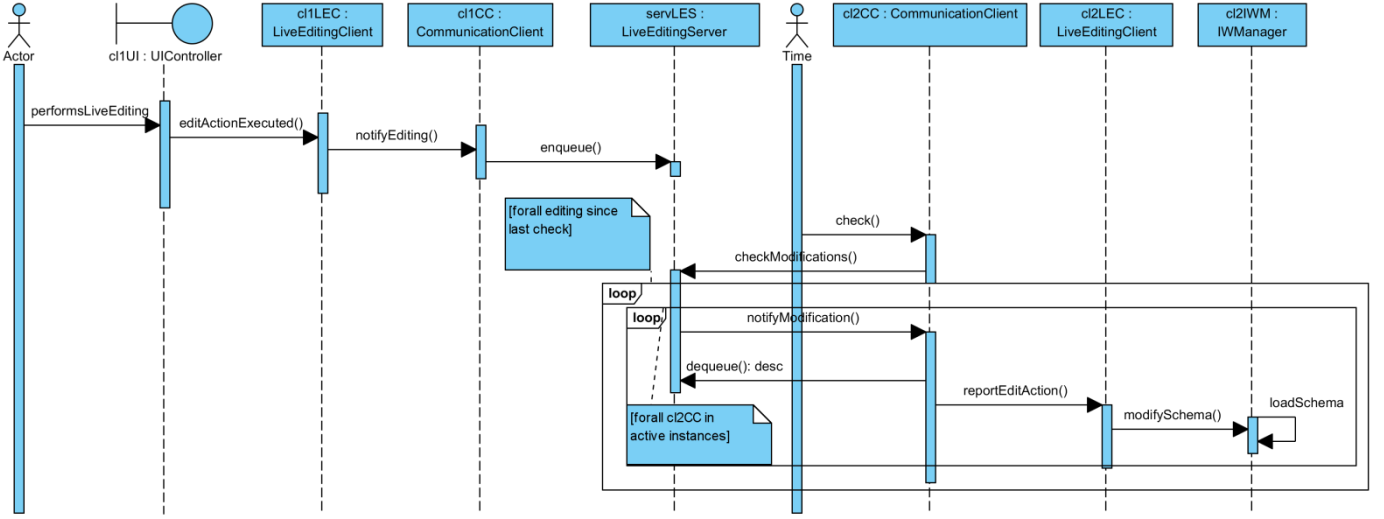 Actor
cl1UI : UIController
cl1LEC :
LiveEditingClient
cl1CC :
CommunicationClient
servLES :
LiveEditingServer
Time
cl2CC : CommunicationClient
cl2LEC :
LiveEditingClient
cl2IWM :
IWManager
performsLiveEditing
editActionExecuted()
notifyEditing()
enqueue()
[forall editing since
last check]
check()
checkModifications()
loop
loop
notifyModification()
dequeue(): desc
reportEditAction()
loadSchema
modifySchema()
[forall cl2CC in
active instances]